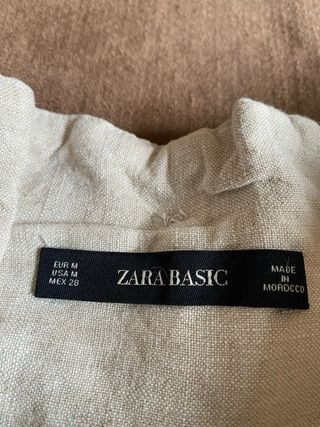 EUR M
USA M
MEX 28
ZARA BASIC
MADE
IN
MOROCCO